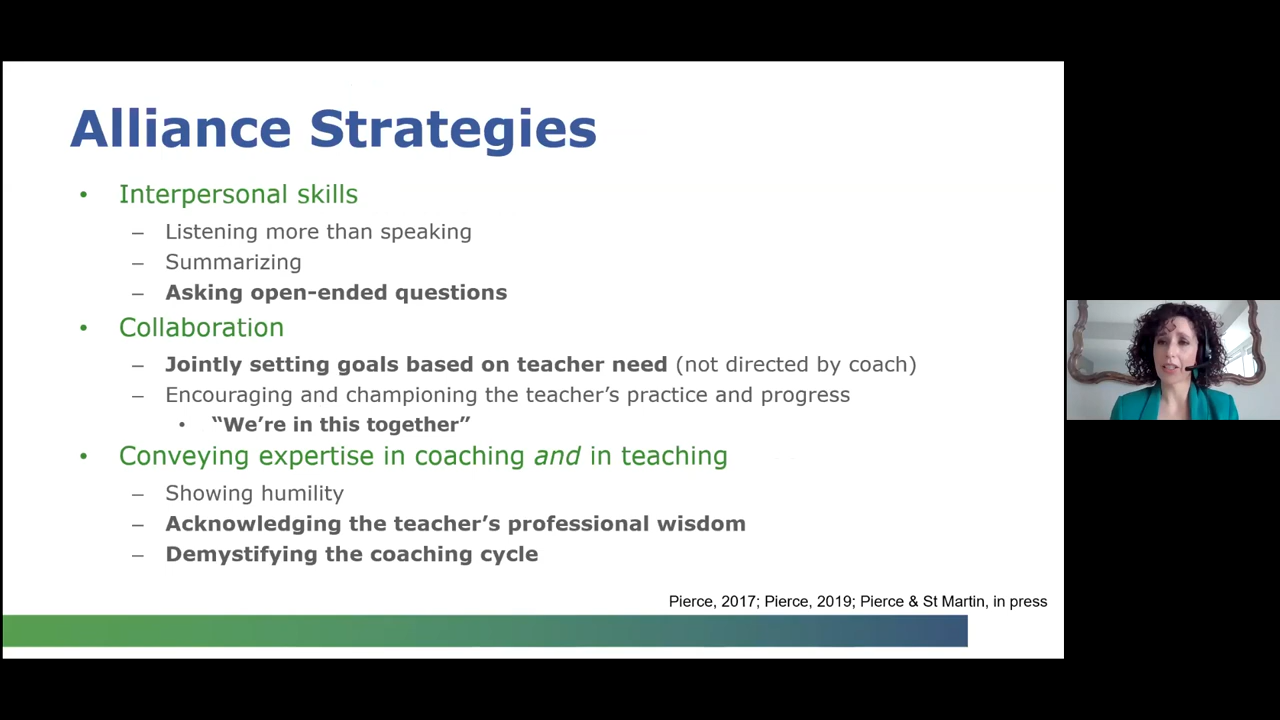 Alliance Strategies
• Interpersonal skills
– Listening more than speaking
– Summarizing
– Asking open-ended questions
• Collaboration
– Jointly setting goals based on teacher need (not directed by coach)
– Encouraging and championing the teacher’s practice and progress
• “We’re in this together”
• Conveying expertise in coaching and in teaching
– Showing humility
– Acknowledging the teacher’s professional wisdom
– Demystifying the coaching cycle
Pierce, 2017; Pierce, 2019; Pierce & St Martin, in press